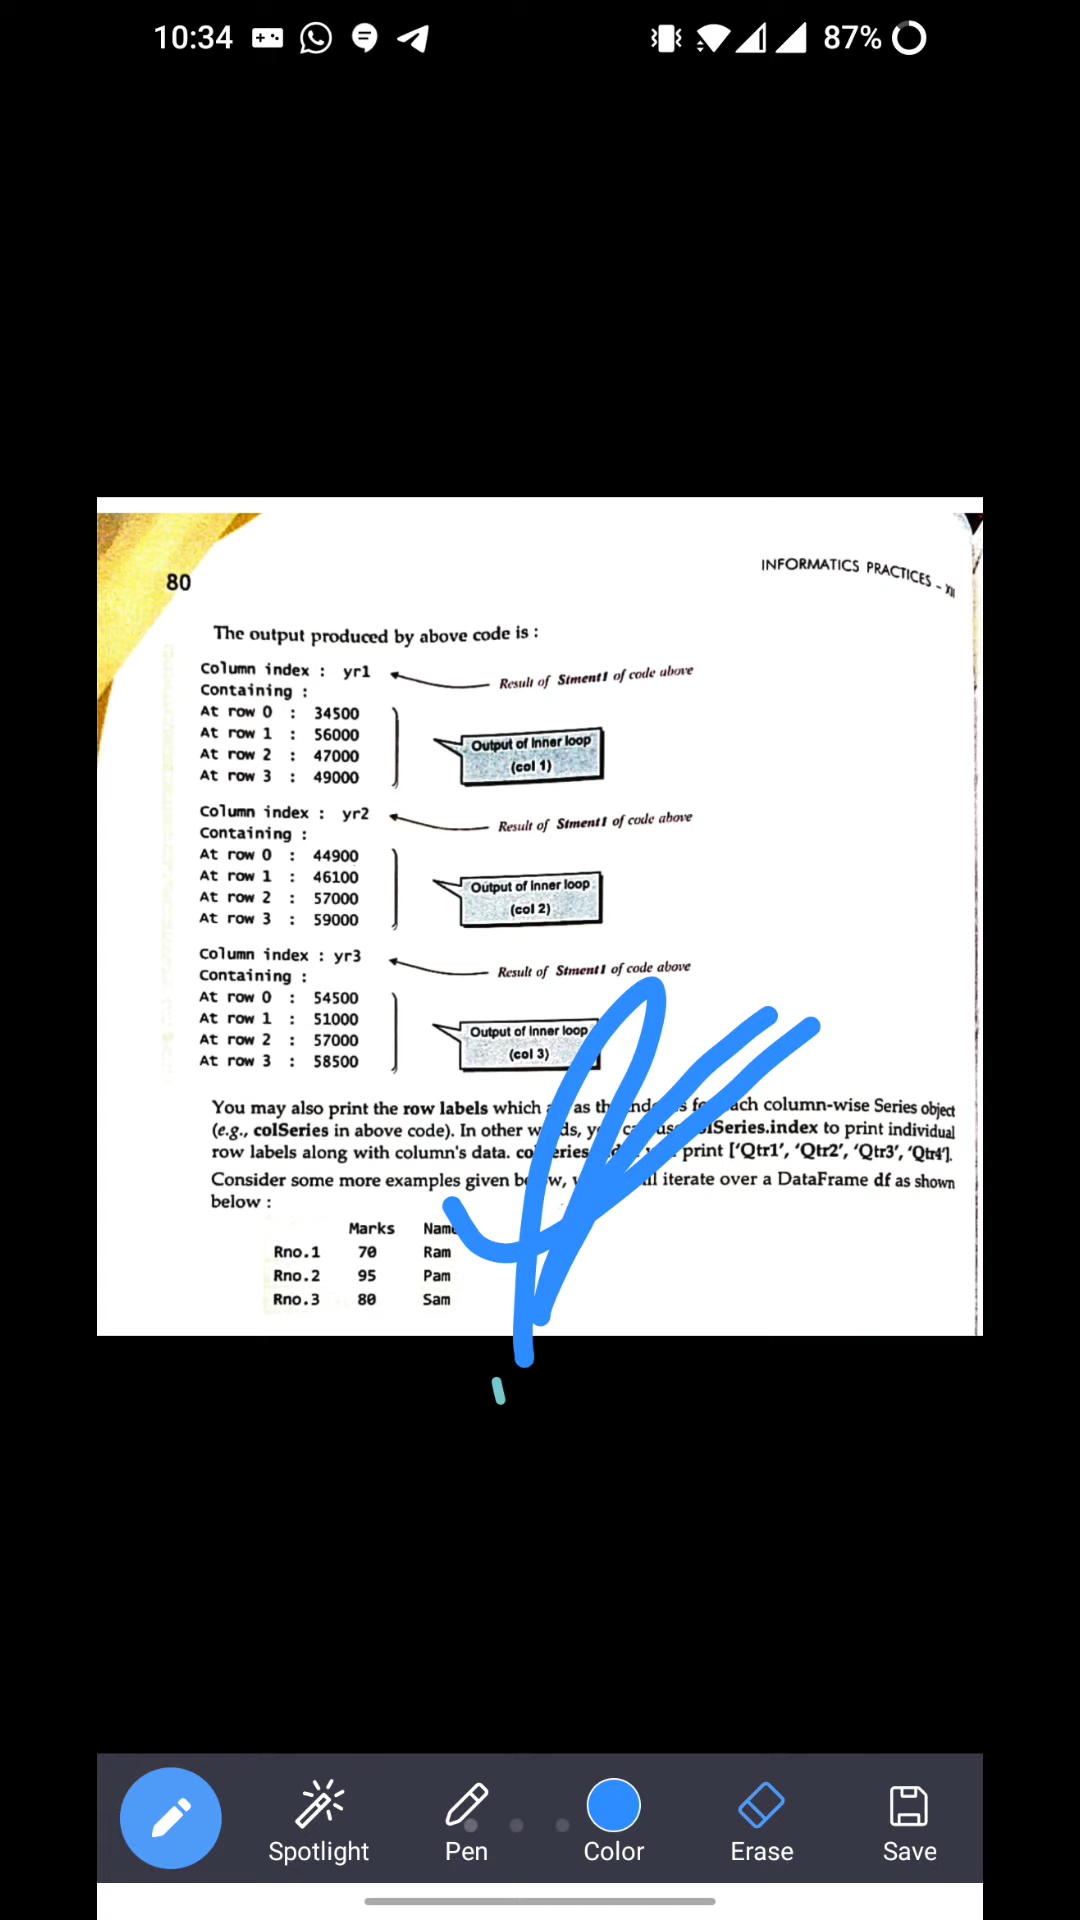 10:34
87%
80
INFORMATICS PRACTICES – XII
The output produced by above code is :
Column index : yr1
Result of Stment1 of code above
Containing :
At row 0 : 34500
At row 1 : 56000
At row 2 : 47000
At row 3 : 49000
Output of Inner loop
(col 1)
Column index : yr2
Result of Stment1 of code above
Containing :
At row 0 : 44900
At row 1 : 46100
At row 2 : 57000
At row 3 : 59000
Output of Inner loop
(col 2)
Column index : yr3
Result of Stment1 of code above
Containing :
At row 0 : 54500
At row 1 : 51000
At row 2 : 57000
At row 3 : 58500
Output of Inner loop
(col 3)
You may also print the row labels which as column-wise Series object
(e.g., colSeries in above code). In other to print individual
row labels along with column's data. print ['Qtr1', 'Qtr2', 'Qtr3', 'Qtr4'].
Consider some more examples given iterate over a DataFrame df as shown
below :
Marks Name
Rno.1 70 Ram
Rno.2 95 Pam
Rno.3 80 Sam
Spotlight
Pen
Color
Erase
Save